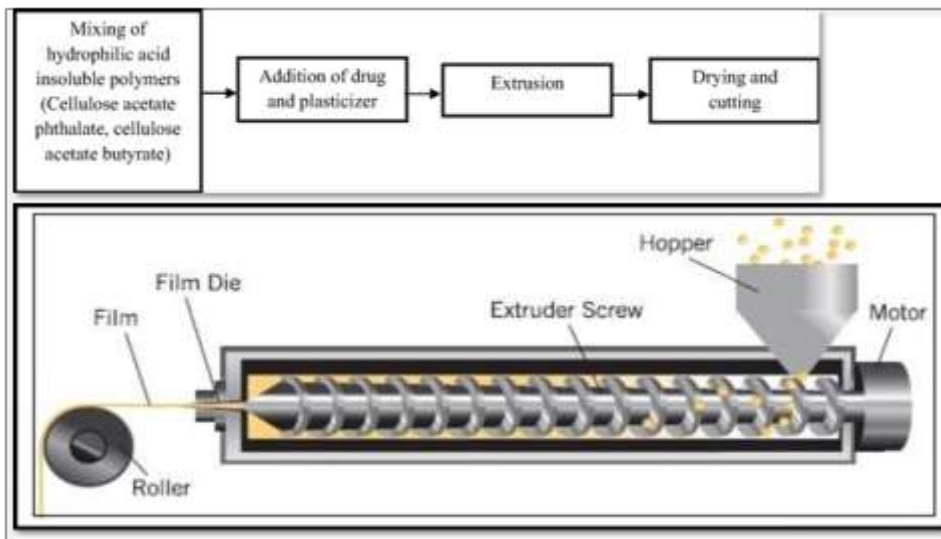 Mixing of
hydrophilic acid
insoluble polymers
(Cellulose acetate
phthalate, cellulose
acetate butyrate)
Addition of drug
and plasticizer
Extrusion
Drying and
cutting
Hopper
Film Die
Film
Extruder Screw
Motor
Roller